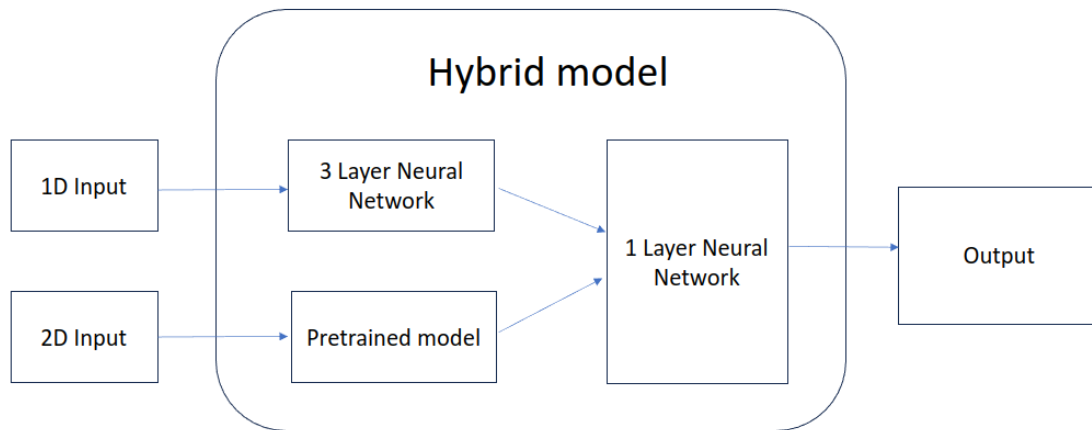 Hybrid model
1D Input
3 Layer Neural
Network
1 Layer Neural
Network
Output
2D Input
Pretrained model